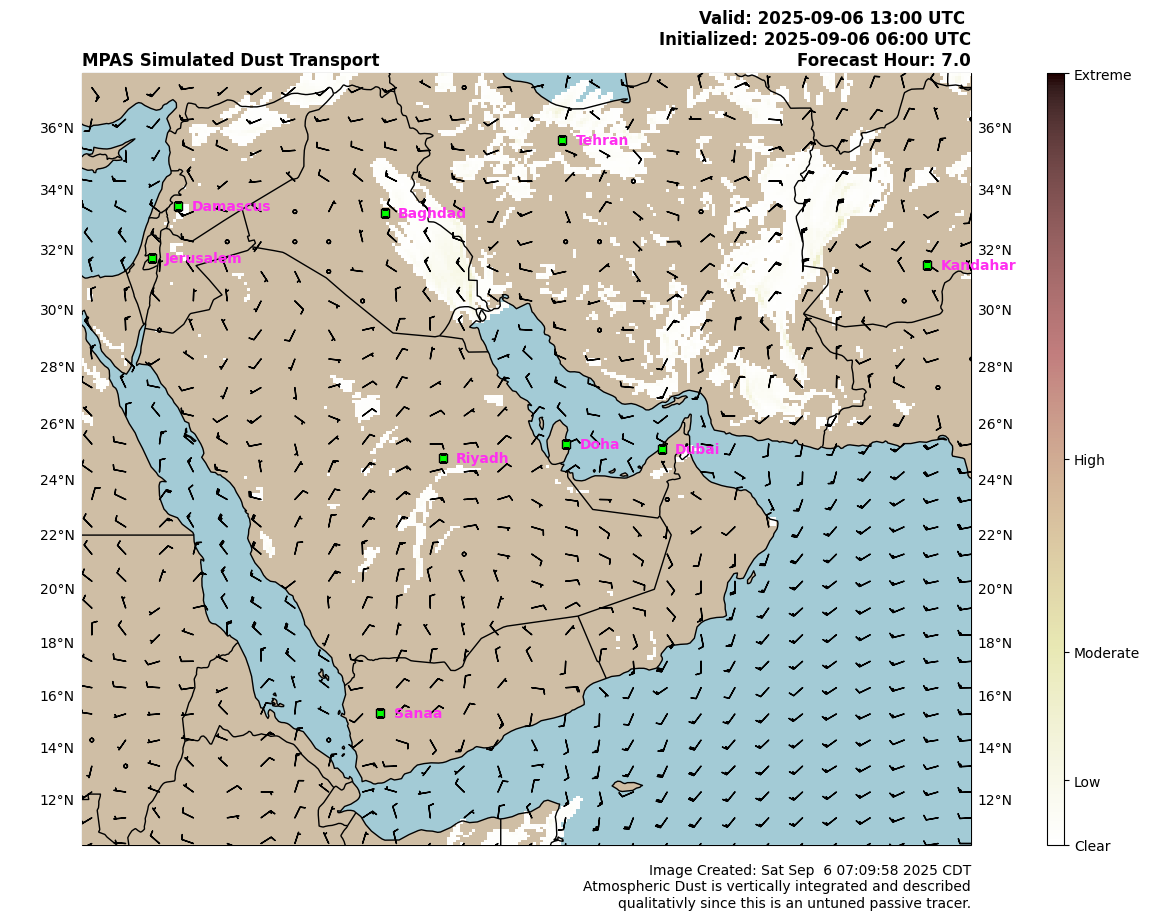 Valid: 2025-09-06 13:00 UTC
Initialized: 2025-09-06 06:00 UTC
MPAS Simulated Dust Transport
Forecast Hour: 7.0
Extreme
36°N
Tehran
36°N
34°N
34°N
Damascus
Baghdad
32°N
32°N
Jerusalem
Kandahar
30°N
30°N
28°N
28°N
26°N
26°N
Doha
Dubai
Riyadh
High
24°N
24°N
22°N
22°N
20°N
20°N
18°N
18°N
Moderate
16°N
16°N
Sanaa
14°N
14°N
Low
12°N
12°N
Clear
Image Created: Sat Sep  6 07:09:58 2025 CDT
Atmospheric Dust is vertically integrated and described
qualitativly since this is an untuned passive tracer.